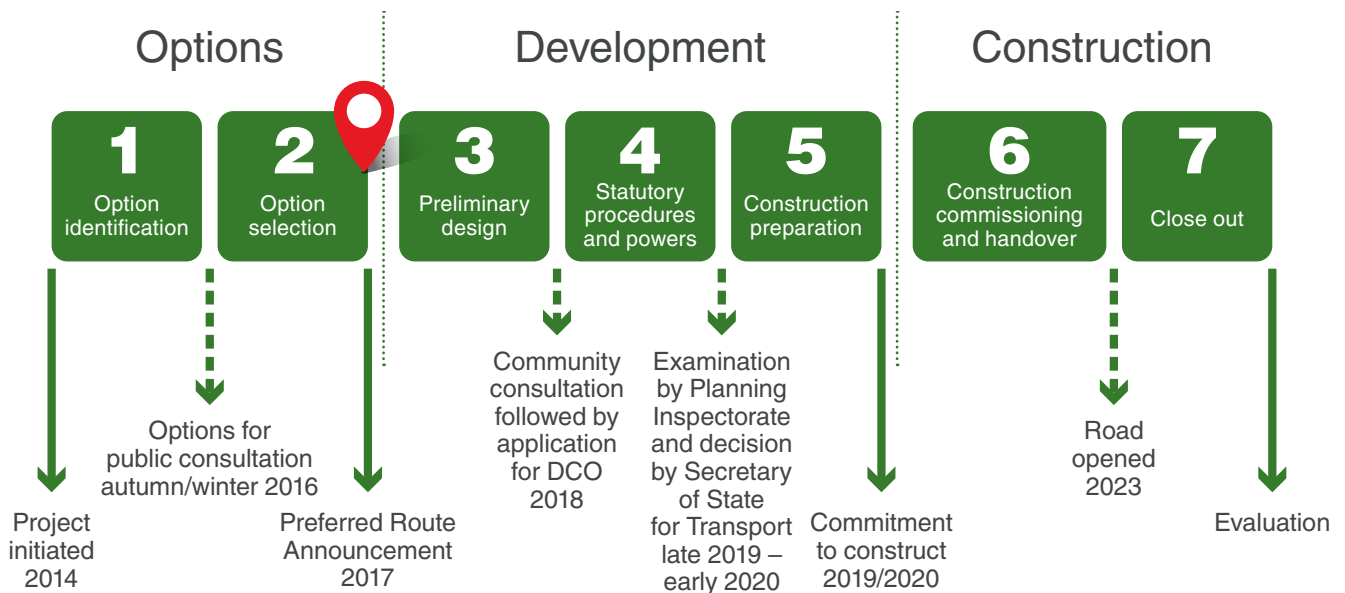 Options
Development
Construction
1
Option
identification
2
Option
selection
3
Preliminary
design
4
Statutory
procedures
and powers
5
Construction
preparation
6
Construction
commissioning
and handover
7
Close out
Project
initiated
2014
Options for
public consultation
autumn/winter 2016
Preferred Route
Announcement
2017
Community
consultation
followed by
application
for DCO
2018
Examination
by Planning
Inspectorate
and decision
by Secretary
of State
for Transport
late 2019 –
early 2020
Commitment
to construct
2019/2020
Road
opened
2023
Evaluation